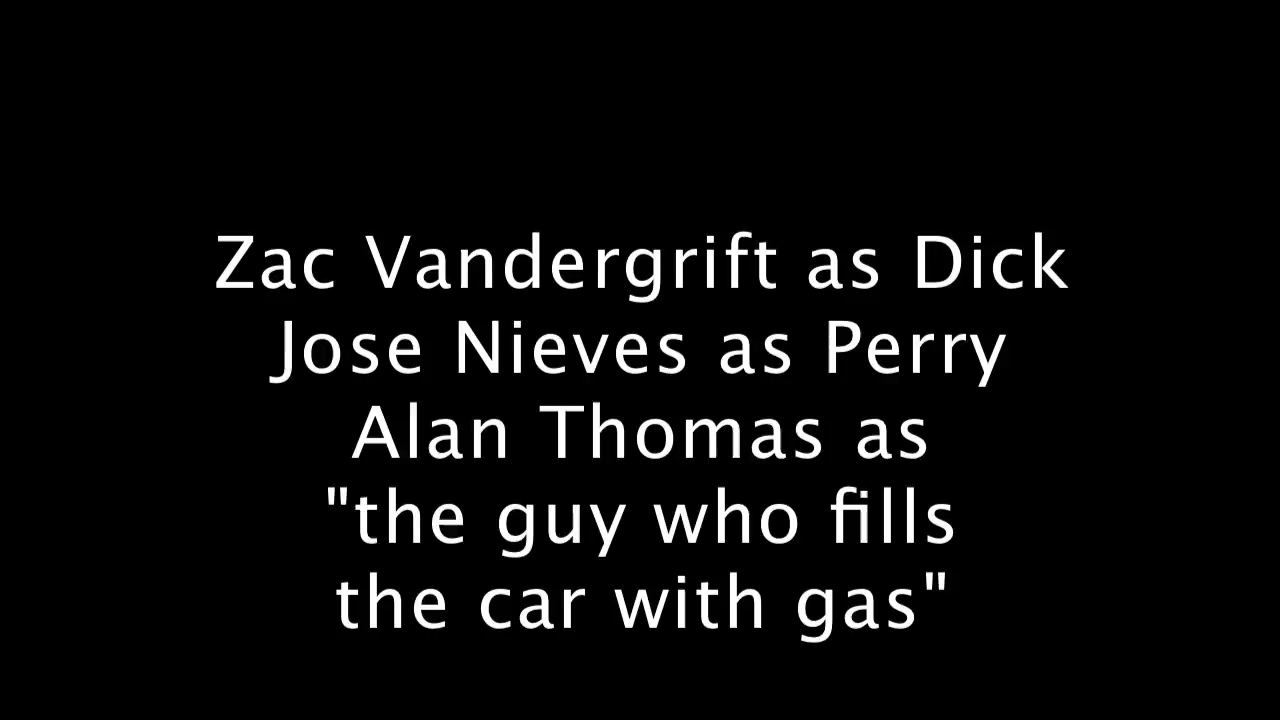 Zac Vandergrift as Dick
Jose Nieves as Perry
Alan Thomas as
"the guy who fills
the car with gas"